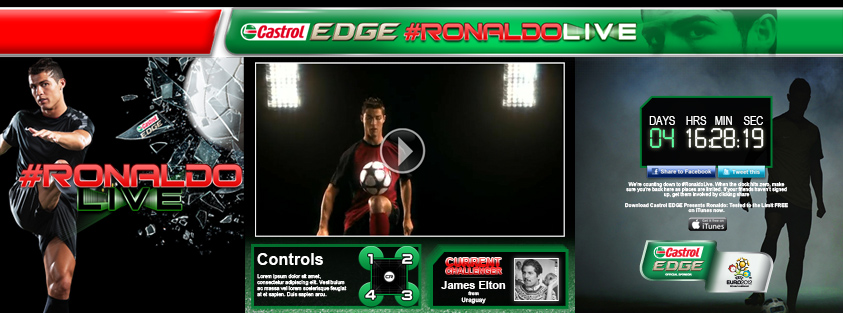 Castrol EDGE #RONALDOLIVE
Castrol
EDGE
#RONALDO
LIVE
Controls
Lorem ipsum dolor sit amet,
consectetur adipiscing elit. Vestibulum
ac massa vel lorem scelerisque feugiat
at et sapien. Duis sapien arcu.
1 2
CR
4 3
CURRENT
CHALLENGER
James Elton
from
Uraguay
DAYS HRS MIN SEC
04 16:28:19
Share to Facebook
Tweet this
We're counting down to #RonaldoLive. When the clock hits zero, make
sure you're back here as places are limited. If your friends haven't signed
up, get them involved by clicking share
Download Castrol EDGE Presents Ronaldo: Tested to the Limit FREE
on iTunes now.
iTunes
Castrol
EDGE
OFFICIAL SPONSOR
UEFA
EURO2012